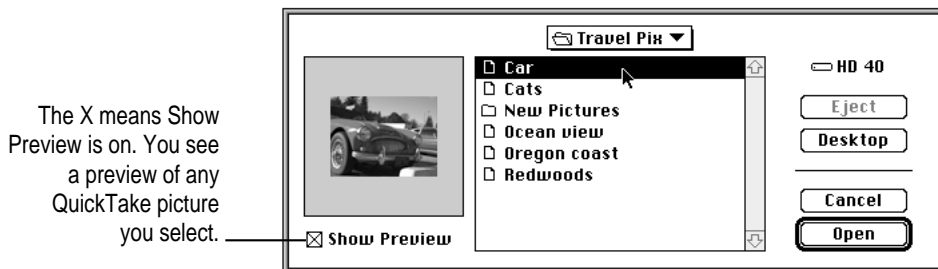 The X means Show
Preview is on. You see
a preview of any
QuickTake picture
you select.
Travel Pix
Car
Cats
New Pictures
Ocean view
Oregon coast
Redwoods
Show Preview
HD 40
Eject
Desktop
Cancel
Open